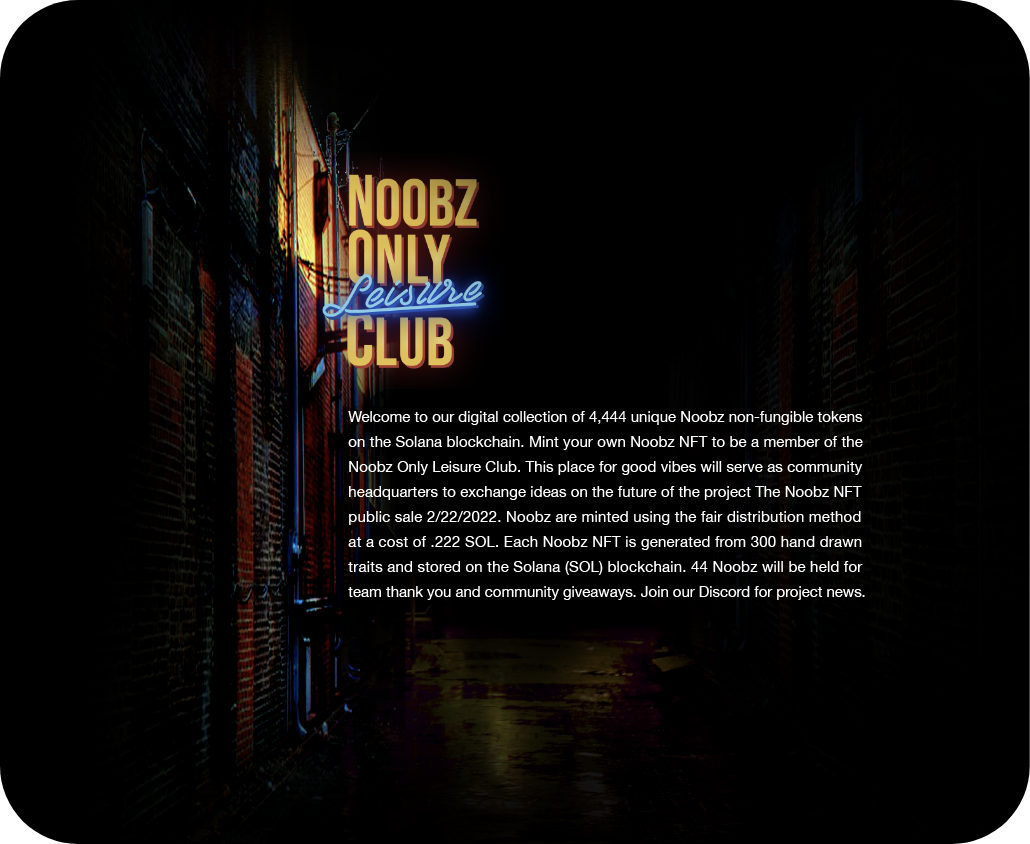 NOOBZ
ONLY
Leisure
CLUB
Welcome to our digital collection of 4,444 unique Noobz non-fungible tokens
on the Solana blockchain. Mint your own Noobz NFT to be a member of the
Noobz Only Leisure Club. This place for good vibes will serve as community
headquarters to exchange ideas on the future of the project The Noobz NFT
public sale 2/22/2022. Noobz are minted using the fair distribution method
at a cost of .222 SOL. Each Noobz NFT is generated from 300 hand drawn
traits and stored on the Solana (SOL) blockchain. 44 Noobz will be held for
team thank you and community giveaways. Join our Discord for project news.